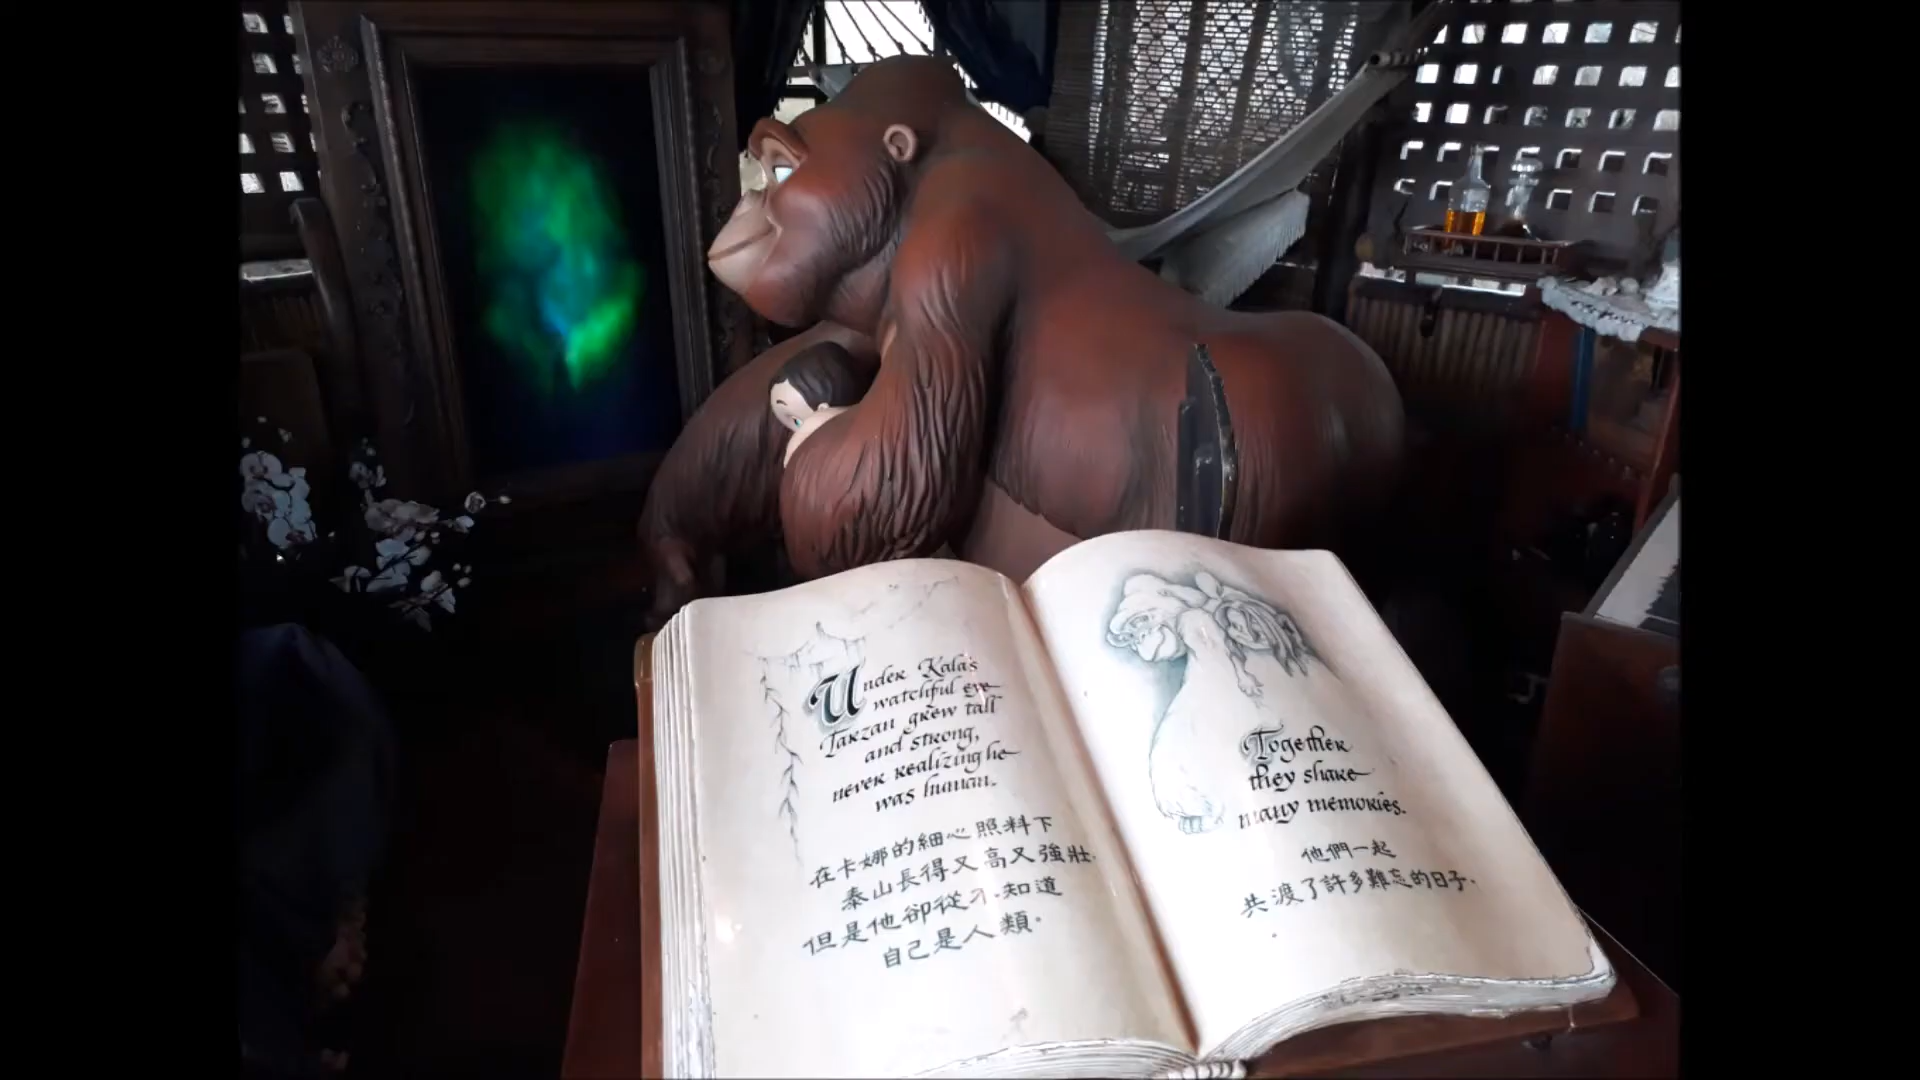 Under Kala's
watchful eye
Tarzan grew tall
and strong,
never realizing he
was human.
在卡娜的細心照料下
泰山長得又高又強壯.
但是他卻從不知道
自己是人類.
Together
they share
many memories.
他們一起
共渡了許多難忘的日子.